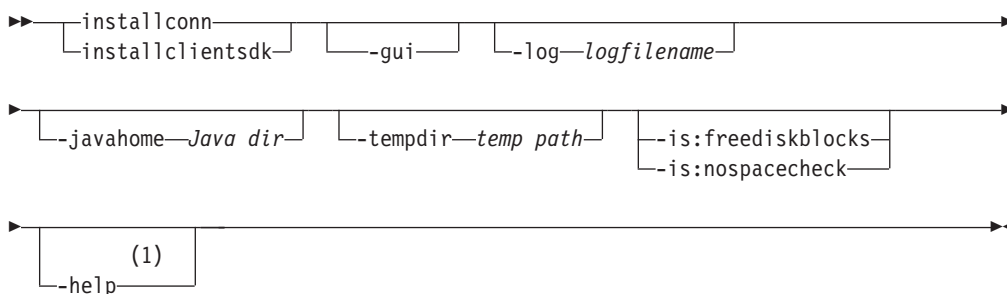 installconn
installclientsdk
-gui
-log logfilename
-javahome Java dir
-tempdir temp path
-is:freediskblocks
-is:nospacecheck
(1)
-help